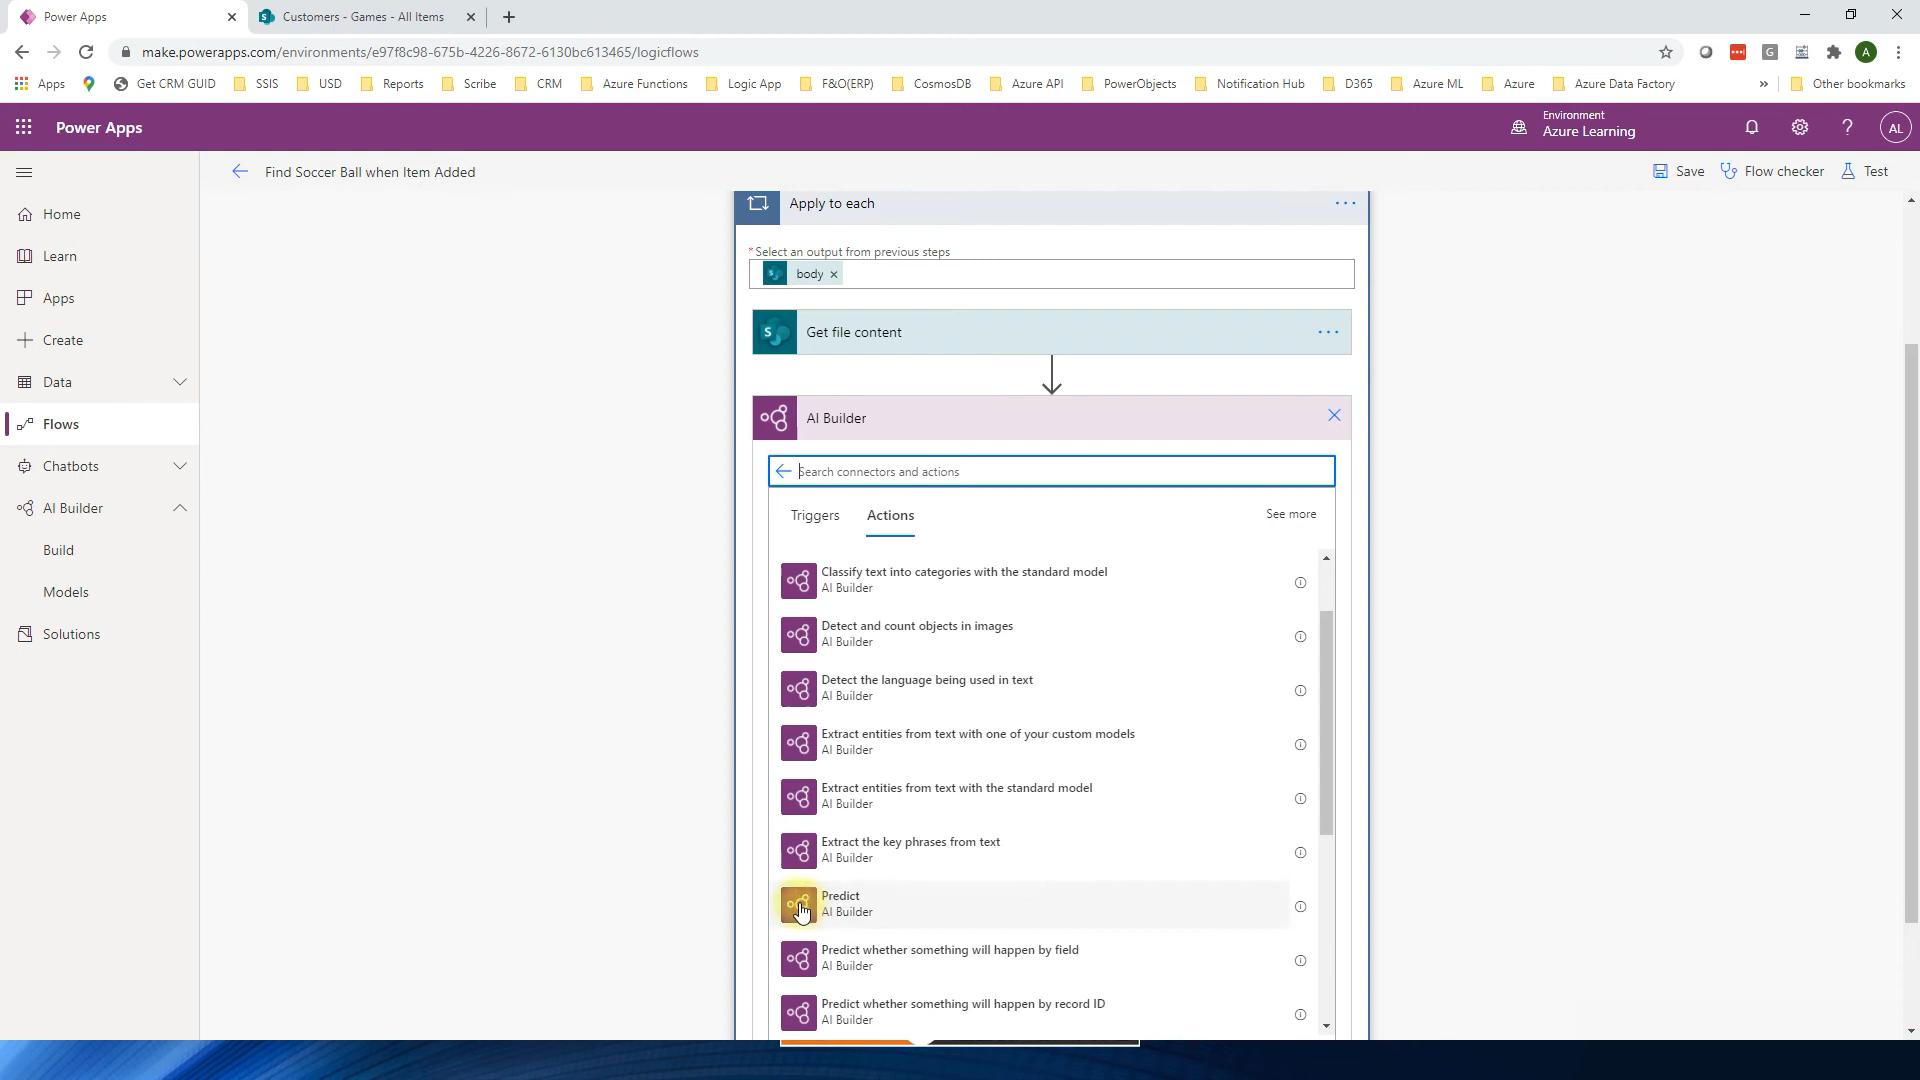 Power Apps
Customers - Games - All Items
make.powerapps.com/environments/e97f8c98-675b-4226-8672-6130bc613465/logicflows
A
Apps
Get CRM GUID
SSIS
USD
Reports
Scribe
CRM
Azure Functions
Logic App
F&O(ERP)
CosmosDB
Azure API
PowerObjects
Notification Hub
D365
Azure ML
Azure
Azure Data Factory
»
Other bookmarks
Power Apps
Environment
Azure Learning
AL
Find Soccer Ball when Item Added
Save
Flow checker
Test
Home
Learn
Apps
Create
Data
Flows
Chatbots
AI Builder
Build
Models
Solutions
Apply to each
* Select an output from previous steps
body
Get file content
AI Builder
Search connectors and actions
Triggers
Actions
See more
Classify text into categories with the standard model
AI Builder
Detect and count objects in images
AI Builder
Detect the language being used in text
AI Builder
Extract entities from text with one of your custom models
AI Builder
Extract entities from text with the standard model
AI Builder
Extract the key phrases from text
AI Builder
Predict
AI Builder
Predict whether something will happen by field
AI Builder
Predict whether something will happen by record ID
AI Builder